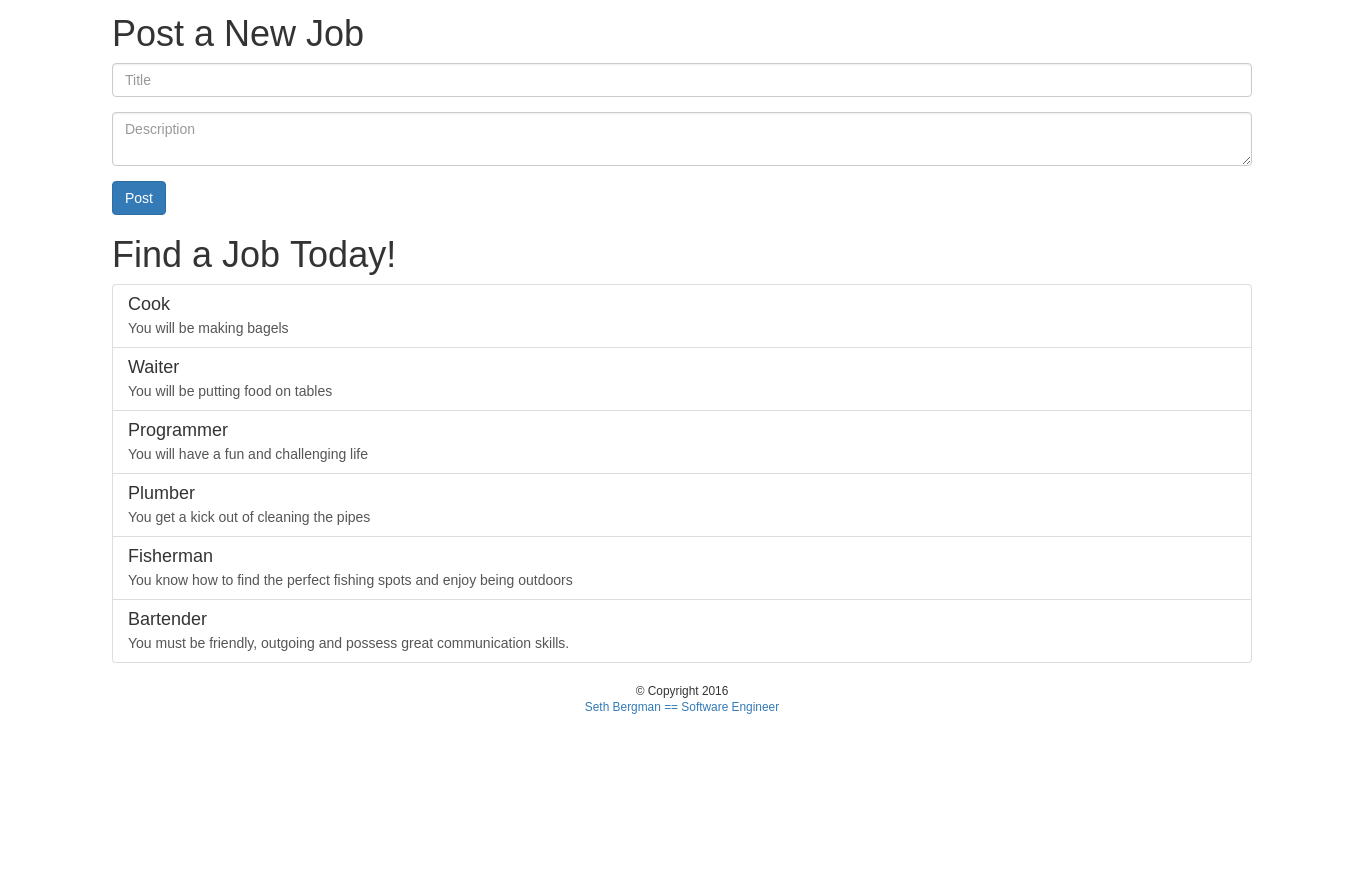 Post a New Job
Title
Description
Post
Find a Job Today!
Cook
You will be making bagels
Waiter
You will be putting food on tables
Programmer
You will have a fun and challenging life
Plumber
You get a kick out of cleaning the pipes
Fisherman
You know how to find the perfect fishing spots and enjoy being outdoors
Bartender
You must be friendly, outgoing and possess great communication skills.
© Copyright 2016
Seth Bergman == Software Engineer